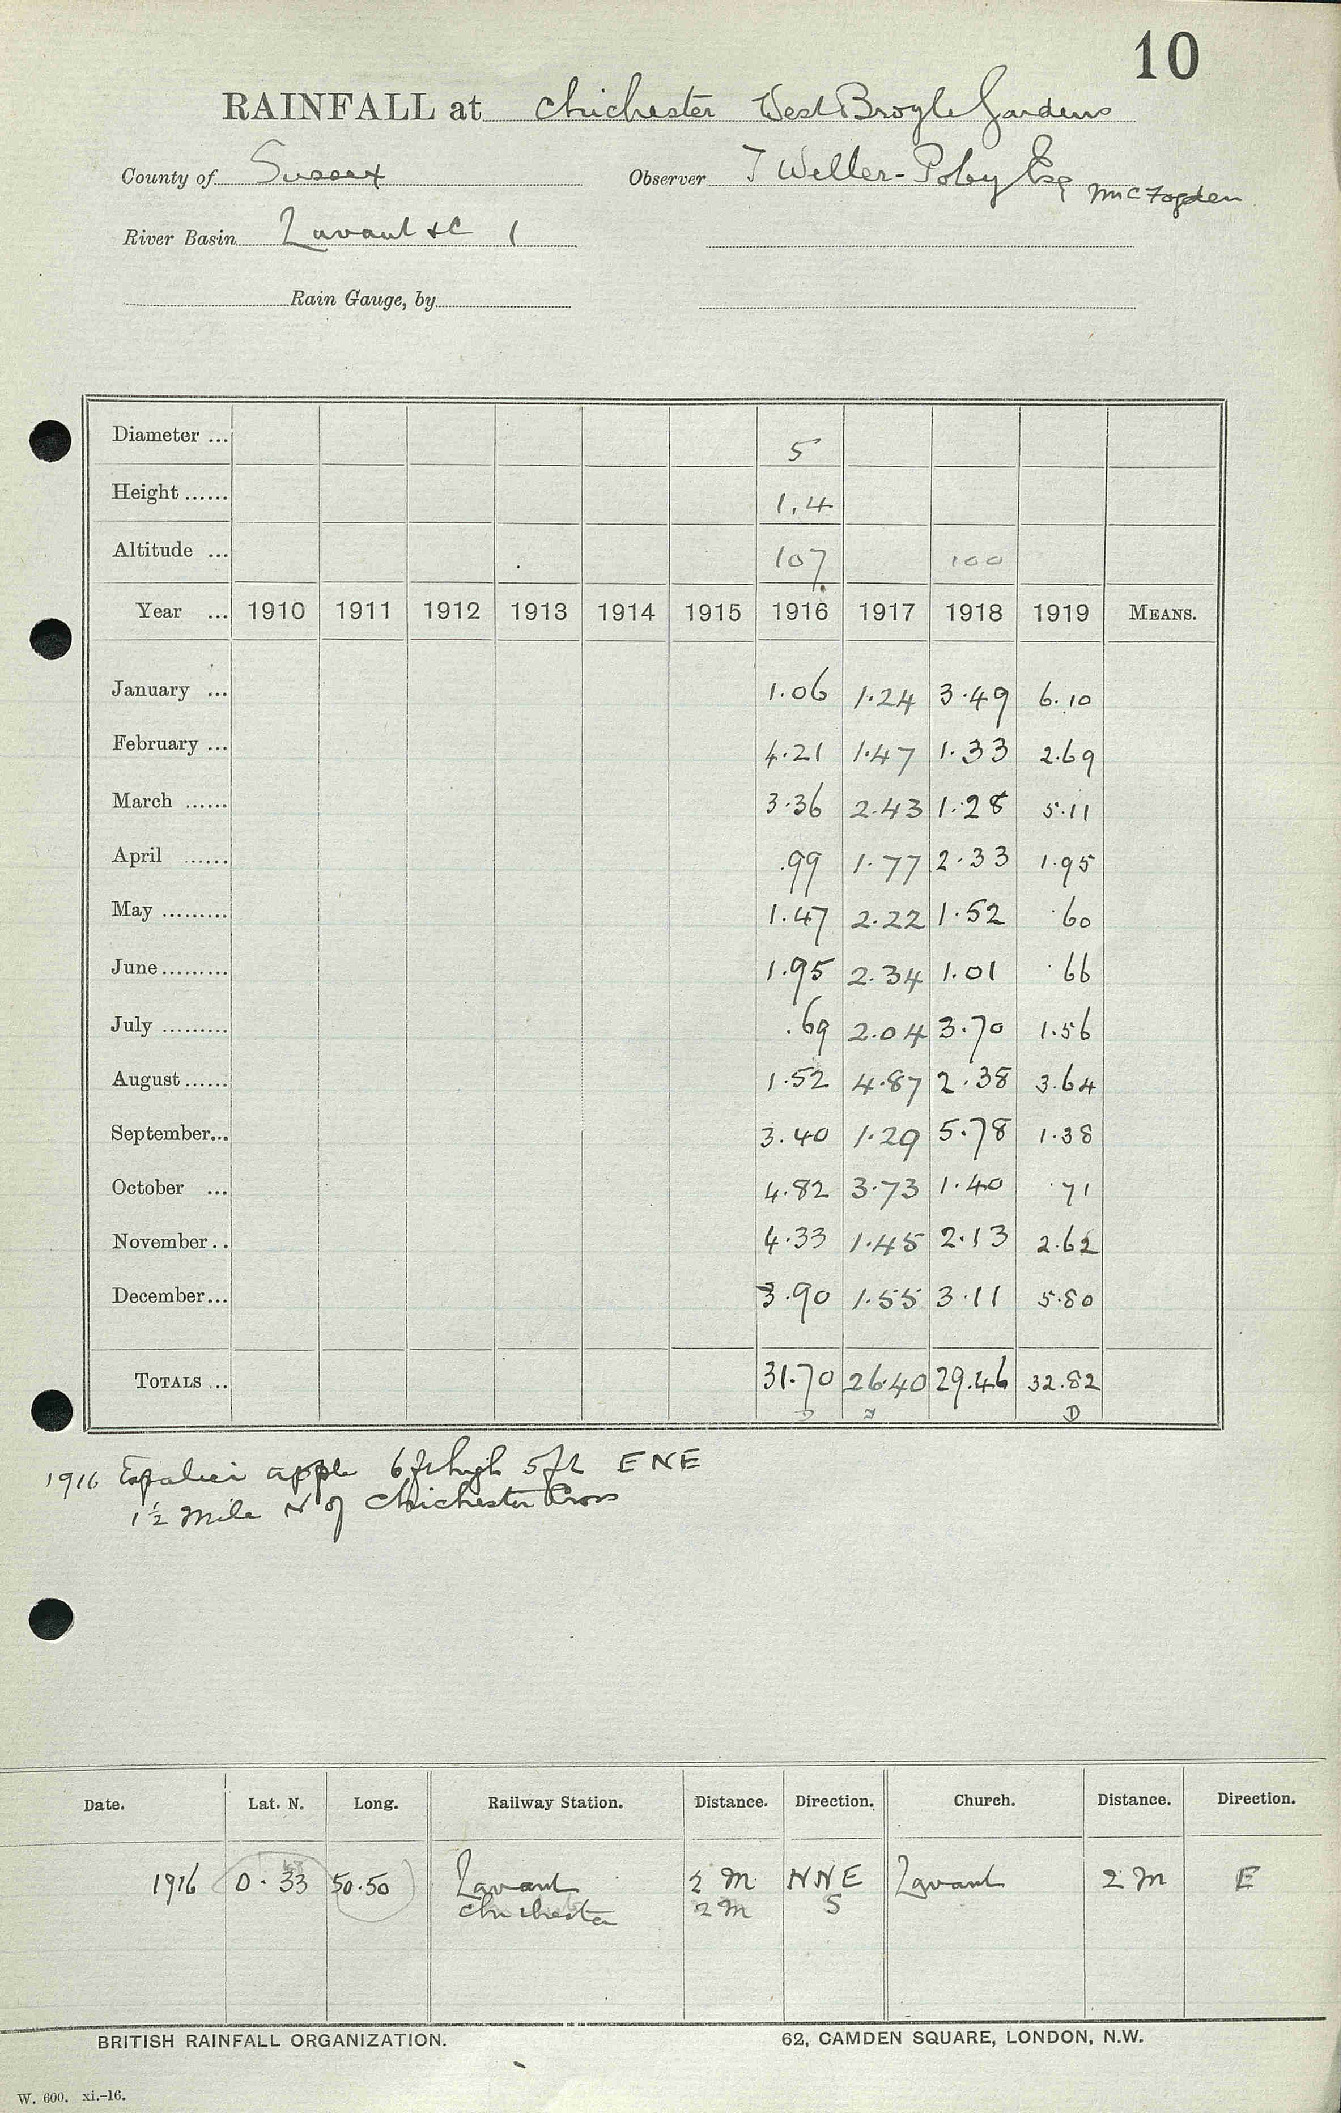 10
RAINFALL at Chichester West Broyle Gardens
County of Sussex Observer T Weller-Poley Esq Mr C Fogden
River Basin Lavant &c 1
Rain Gauge, by
Diameter ... 5
Height ...... 1.4
Altitude ... 107 100
Year ... 1910 1911 1912 1913 1914 1915 1916 1917 1918 1919 MEANS.
January ... 1.06 1.24 3.49 6.10
February ... 4.21 1.47 1.33 2.69
March ...... 3.36 2.43 1.28 5.11
April ...... .99 1.77 2.33 1.95
May ......... 1.47 2.22 1.52 .60
June ......... 1.95 2.34 1.01 .66
July ......... .69 2.04 3.70 1.56
August ...... 1.52 4.87 2.38 3.64
September... 3.40 1.29 5.78 1.38
October ... 4.82 3.73 1.40 .71
November .. 4.33 1.45 2.13 2.62
December... 3.90 1.55 3.11 5.80
TOTALS ... 31.70 26.40 29.46 32.82
D
1916 Espalier apple 6ft high 5ft ENE
1½ Mile N of Chichester Cross
Date. Lat. N. Long. Railway Station. Distance. Direction. Church. Distance. Direction.
1916 0.33 50.50 Lavant ½ M NNE Lavant 2 M E
Chichester 2 M S
BRITISH RAINFALL ORGANIZATION. 62, CAMDEN SQUARE, LONDON, N.W.
W. 600. xi.-16.